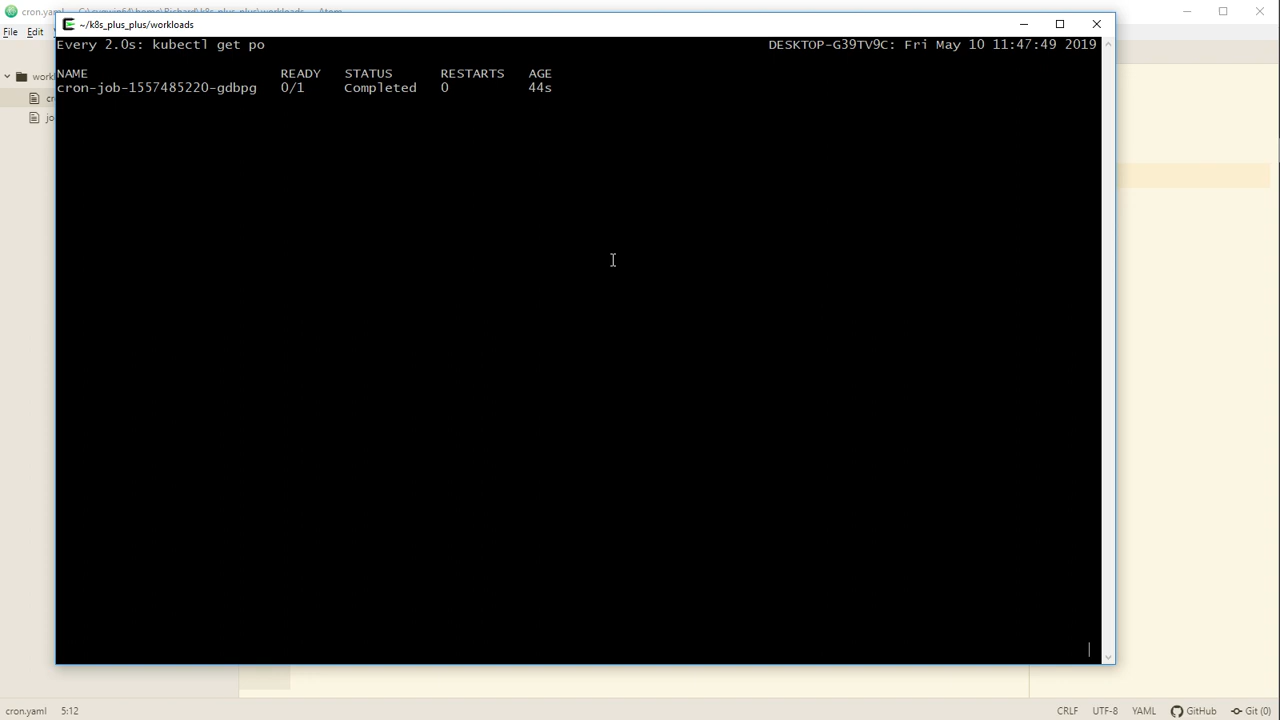 cron.yaml
~/k8s_plus_plus/workloads
File Edit
Every 2.0s: kubectl get po DESKTOP-G39TV9C: Fri May 10 11:47:49 2019
NAME READY STATUS RESTARTS AGE
cron-job-1557485220-gdbpg 0/1 Completed 0 44s
cron.yaml 5:12 CRLF UTF-8 YAML GitHub Git (0)